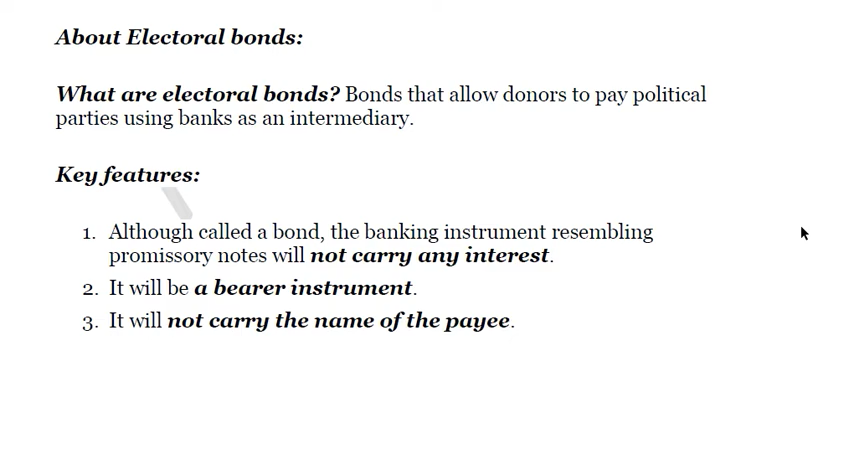 About Electoral bonds:
What are electoral bonds? Bonds that allow donors to pay political
parties using banks as an intermediary.
Key features:
1. Although called a bond, the banking instrument resembling
promissory notes will not carry any interest.
2. It will be a bearer instrument.
3. It will not carry the name of the payee.